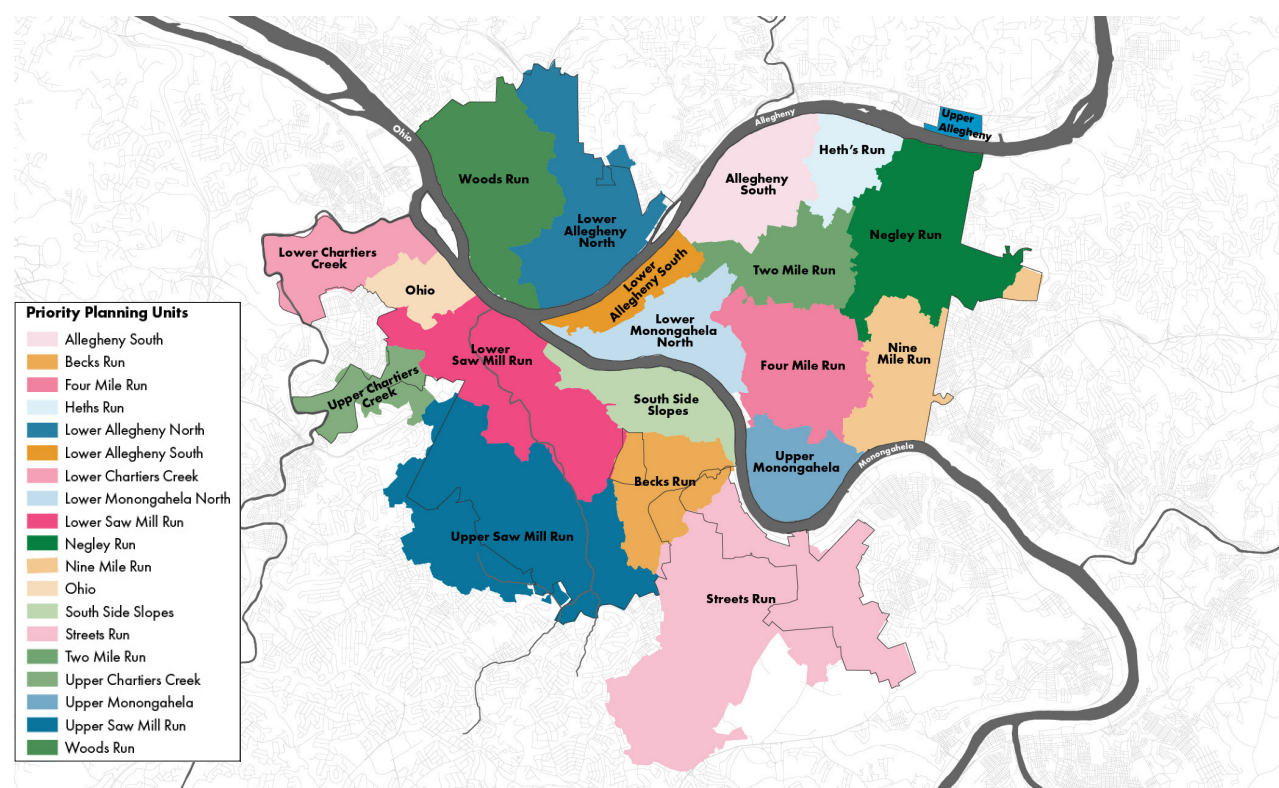 Allegheny
Upper
Allegheny
Ohio
Heth's Run
Woods Run
Allegheny
South
Lower
Allegheny
North
Negley Run
Lower Chartiers
Creek
Two Mile Run
Lower
Allegheny South
Ohio
Lower
Monongahela
North
Nine
Mile Run
Lower
Saw Mill Run
Four Mile Run
Upper Chartiers
Creek
South Side
Slopes
Monongahela
Upper
Monongahela
Becks Run
Upper Saw Mill Run
Streets Run
Priority Planning Units
Allegheny South
Becks Run
Four Mile Run
Heths Run
Lower Allegheny North
Lower Allegheny South
Lower Chartiers Creek
Lower Monongahela North
Lower Saw Mill Run
Negley Run
Nine Mile Run
Ohio
South Side Slopes
Streets Run
Two Mile Run
Upper Chartiers Creek
Upper Monongahela
Upper Saw Mill Run
Woods Run